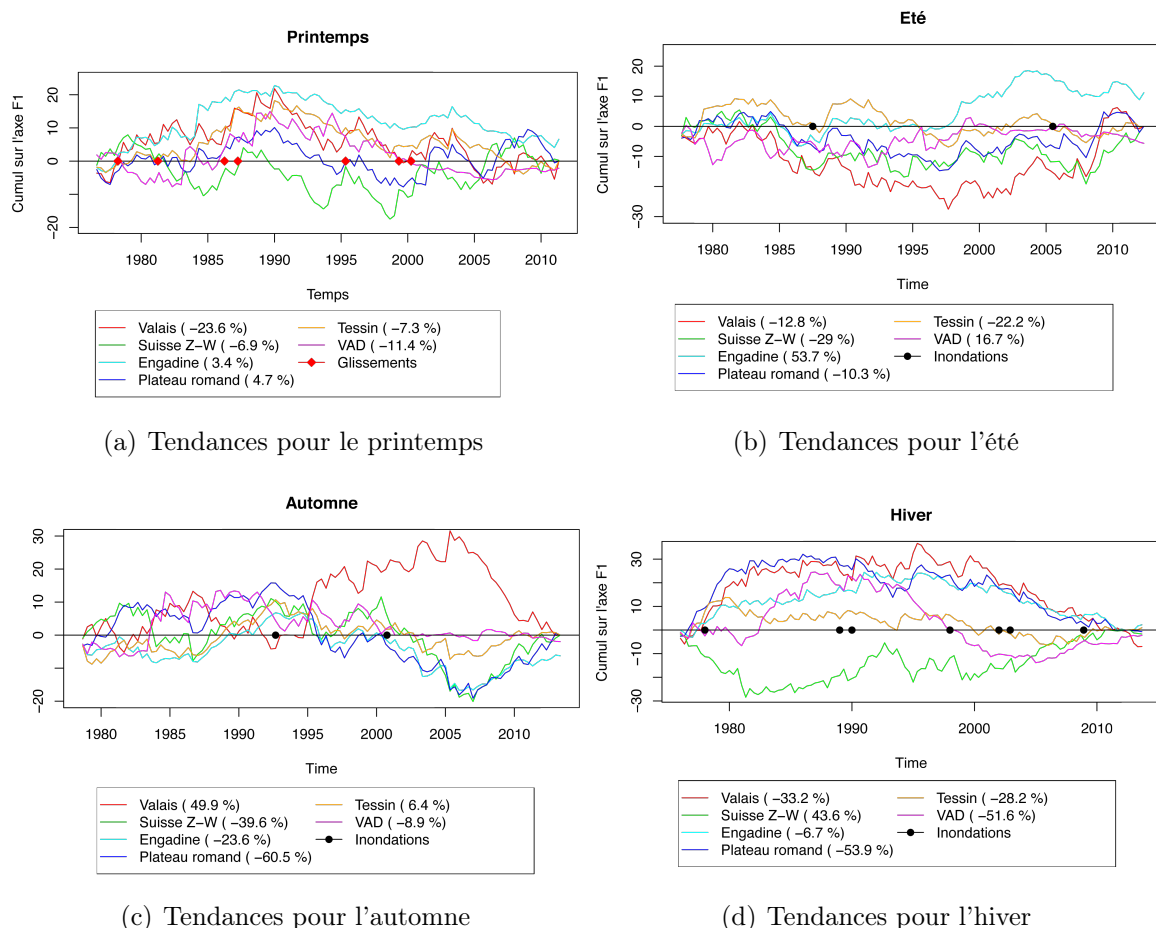 Printemps
Cumul sur l'axe F1
20
10
0
−20
1980 1985 1990 1995 2000 2005 2010
Temps
Valais ( −23.6 %)
Suisse Z−W ( −6.9 %)
Engadine ( 3.4 %)
Plateau romand ( 4.7 %)
Tessin ( −7.3 %)
VAD ( −11.4 %)
Glissements
(a) Tendances pour le printemps
Eté
Cumul sur l'axe F1
20
10
0
−10
−30
1980 1985 1990 1995 2000 2005 2010
Time
Valais ( −12.8 %)
Suisse Z−W ( −29 %)
Engadine ( 53.7 %)
Plateau romand ( −10.3 %)
Tessin ( −22.2 %)
VAD ( 16.7 %)
Inondations
(b) Tendances pour l'été
Automne
Cumul sur l'axe F1
30
20
10
0
−20
1980 1985 1990 1995 2000 2005 2010
Time
Valais ( 49.9 %)
Suisse Z−W ( −39.6 %)
Engadine ( −23.6 %)
Plateau romand ( −60.5 %)
Tessin ( 6.4 %)
VAD ( −8.9 %)
Inondations
(c) Tendances pour l'automne
Hiver
Cumul sur l'axe F1
30
10
−10
−30
1980 1990 2000 2010
Time
Valais ( −33.2 %)
Suisse Z−W ( 43.6 %)
Engadine ( −6.7 %)
Plateau romand ( −53.9 %)
Tessin ( −28.2 %)
VAD ( −51.6 %)
Inondations
(d) Tendances pour l'hiver